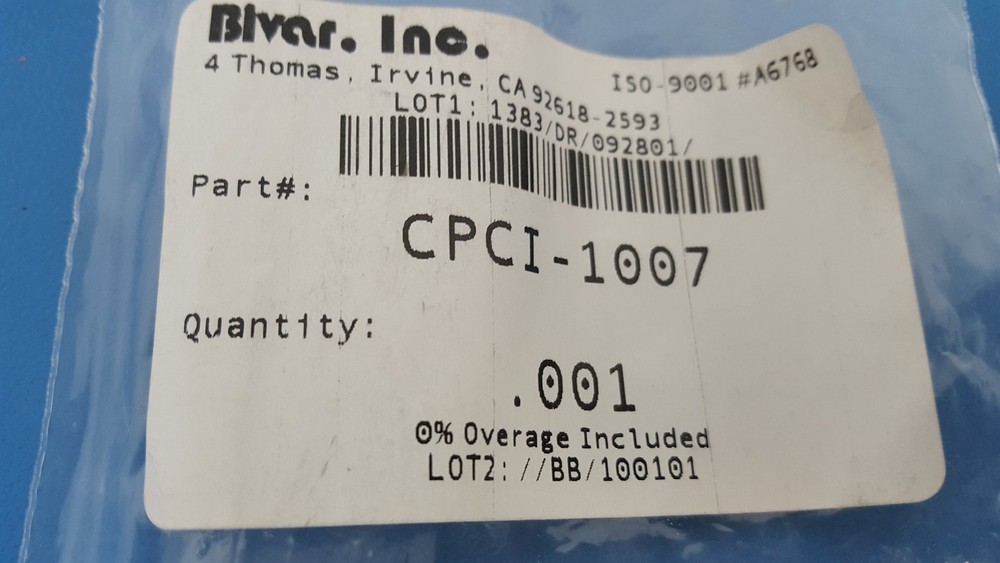 Bivar, Inc.
4 Thomas, Irvine, CA 92618-2593
ISO-9001 #A6768
LOT1: 1383/DR/092801/
Part#:
CPCI-1007
Quantity:
.001
0% Overage Included
LOT2: //BB/100101